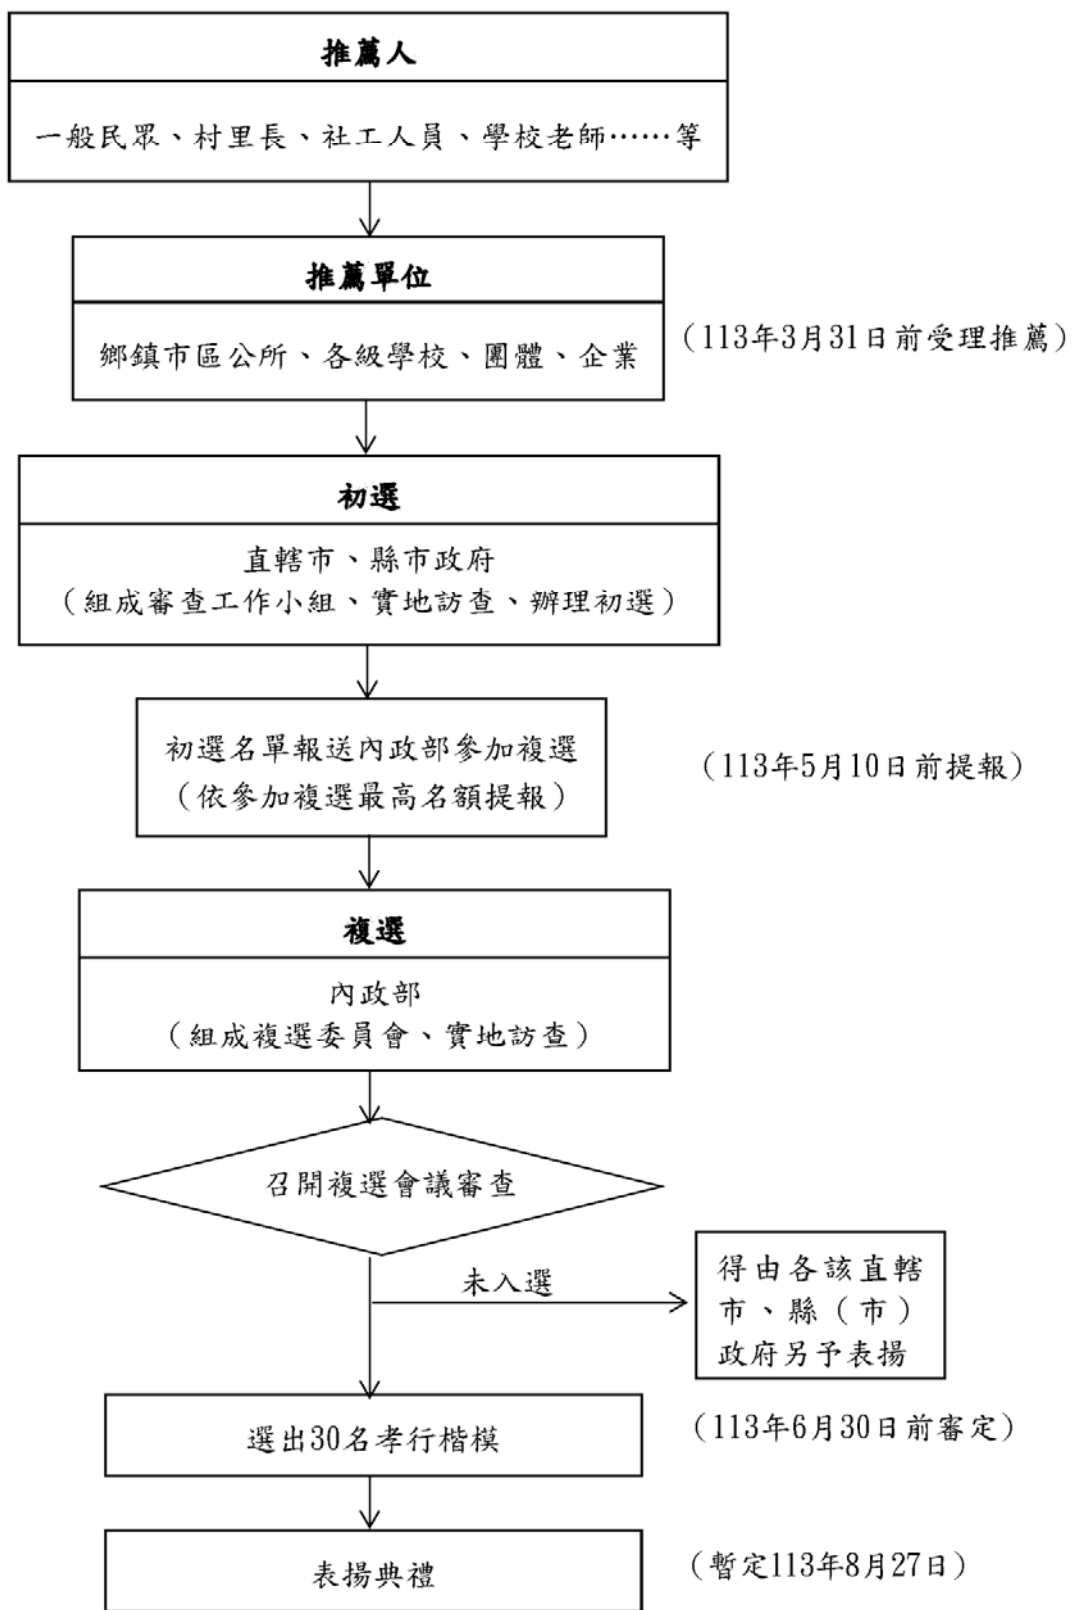 推薦人
一般民眾、村里長、社工人員、學校老師……等
推薦單位
鄉鎮市區公所、各級學校、團體、企業
（113年3月31日前受理推薦）
初選
直轄市、縣市政府
（組成審查工作小組、實地訪查、辦理初選）
初選名單報送內政部參加複選
（依參加複選最高名額提報）
（113年5月10日前提報）
複選
內政部
（組成複選委員會、實地訪查）
召開複選會議審查
未入選
得由各該直轄
市、縣（市）
政府另予表揚
選出30名孝行楷模
（113年6月30日前審定）
表揚典禮
（暫定113年8月27日）